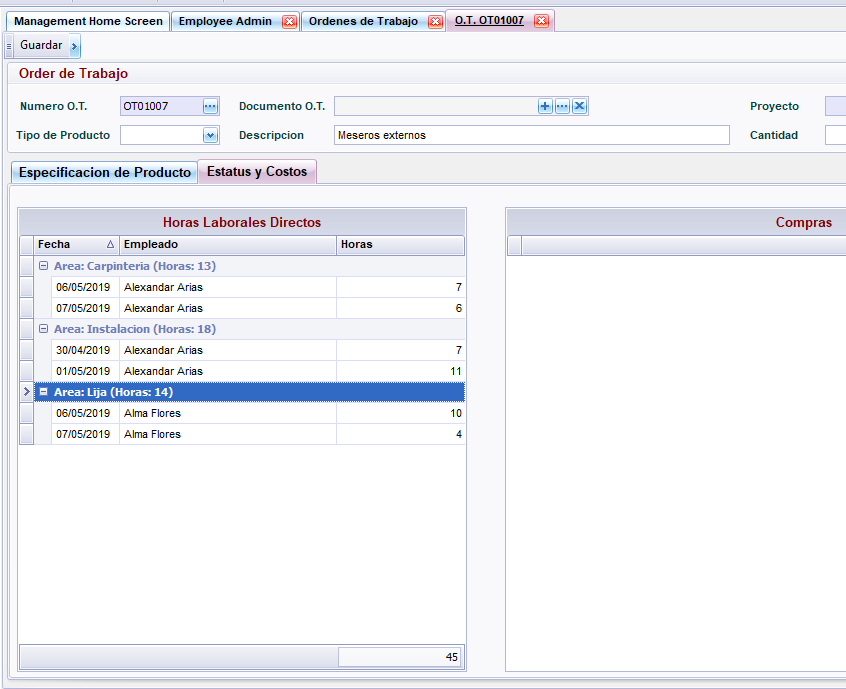 Management Home Screen Employee Admin Ordenes de Trabajo O.T. OT01007
Guardar
Order de Trabajo
Numero O.T. OT01007 Documento O.T. Proyecto
Tipo de Producto Descripcion Meseros externos Cantidad
Especificacion de Producto Estatus y Costos
Horas Laborales Directos Compras
Fecha Empleado Horas
Area: Carpinteria (Horas: 13)
06/05/2019 Alexandar Arias 7
07/05/2019 Alexandar Arias 6
Area: Instalacion (Horas: 18)
30/04/2019 Alexandar Arias 7
01/05/2019 Alexandar Arias 11
Area: Lija (Horas: 14)
06/05/2019 Alma Flores 10
07/05/2019 Alma Flores 4
45